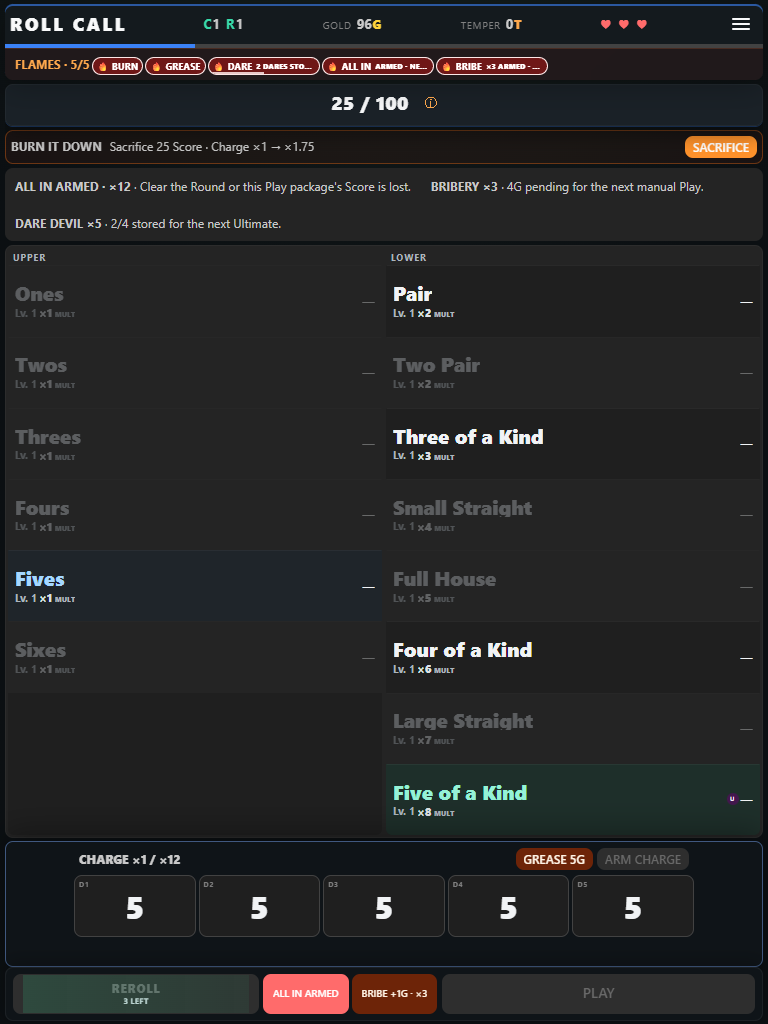 ROLL CALL C1 R1 GOLD 96G TEMPER 0T
FLAMES · 5/5 BURN GREASE DARE 2 DARES STO... ALL IN ARMED · NE... BRIBE ×3 ARMED · ...
25 / 100 ⓘ
BURN IT DOWN Sacrifice 25 Score · Charge ×1 → ×1.75 SACRIFICE
ALL IN ARMED · ×12 · Clear the Round or this Play package's Score is lost. BRIBERY ×3 · 4G pending for the next manual Play.
DARE DEVIL ×5 · 2/4 stored for the next Ultimate.
UPPER LOWER
Ones —
Lv. 1 ×1 MULT
Pair —
Lv. 1 ×2 MULT
Twos —
Lv. 1 ×1 MULT
Two Pair —
Lv. 1 ×2 MULT
Threes —
Lv. 1 ×1 MULT
Three of a Kind —
Lv. 1 ×3 MULT
Fours —
Lv. 1 ×1 MULT
Small Straight —
Lv. 1 ×4 MULT
Fives —
Lv. 1 ×1 MULT
Full House —
Lv. 1 ×5 MULT
Sixes —
Lv. 1 ×1 MULT
Four of a Kind —
Lv. 1 ×6 MULT
Large Straight —
Lv. 1 ×7 MULT
Five of a Kind U —
Lv. 1 ×8 MULT
CHARGE ×1 / ×12 GREASE 5G ARM CHARGE
D1 D2 D3 D4 D5
5 5 5 5 5
REROLL
3 LEFT
ALL IN ARMED BRIBE +1G · ×3 PLAY